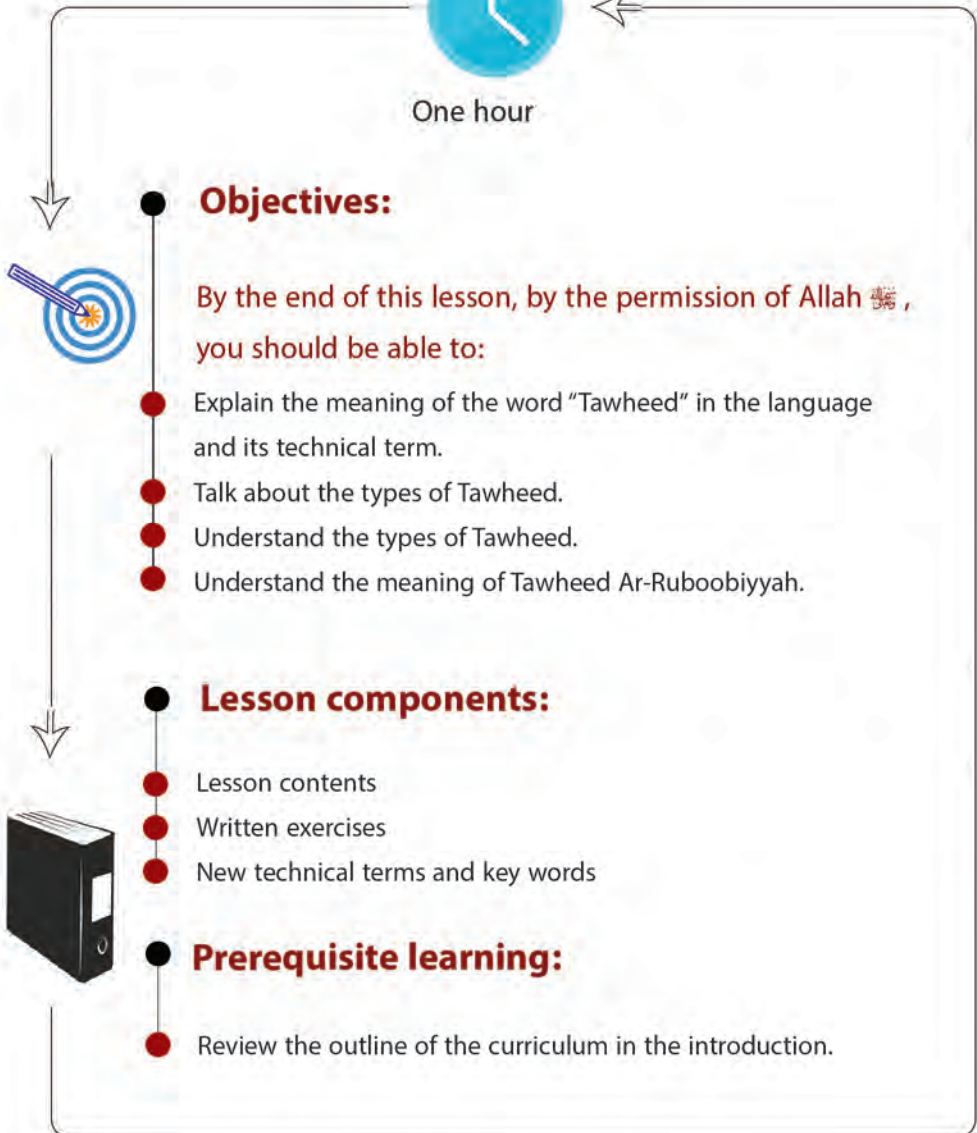 One hour
Objectives:
By the end of this lesson, by the permission of Allah ,
you should be able to:
Explain the meaning of the word “Tawheed” in the language
and its technical term.
Talk about the types of Tawheed.
Understand the types of Tawheed.
Understand the meaning of Tawheed Ar-Ruboobiyyah.
Lesson components:
Lesson contents
Written exercises
New technical terms and key words
Prerequisite learning:
Review the outline of the curriculum in the introduction.